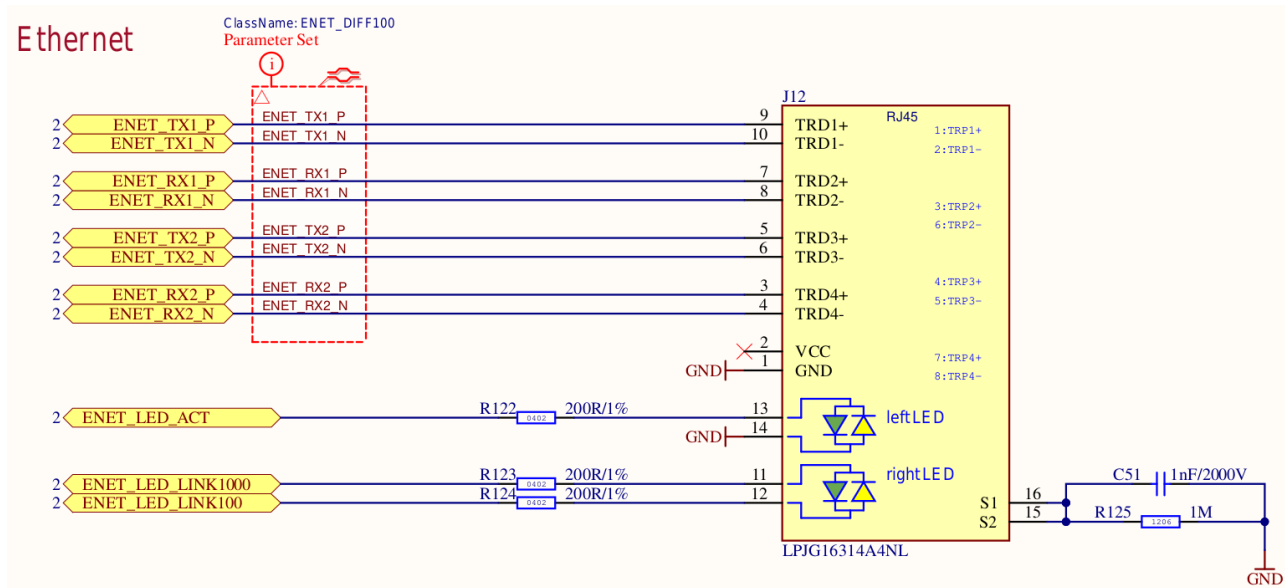 ClassName: ENET_DIFF100
Ethernet
Parameter Set
i
J12
RJ45
2 ENET_TX1_P ENET_TX1_P 9 TRD1+ 1:TRP1+
2 ENET_TX1_N ENET_TX1_N 10 TRD1- 2:TRP1-
2 ENET_RX1_P ENET_RX1_P 7 TRD2+
2 ENET_RX1_N ENET_RX1_N 8 TRD2- 3:TRP2+
6:TRP2-
2 ENET_TX2_P ENET_TX2_P 5 TRD3+
2 ENET_TX2_N ENET_TX2_N 6 TRD3-
4:TRP3+
2 ENET_RX2_P ENET_RX2_P 3 TRD4+ 5:TRP3-
2 ENET_RX2_N ENET_RX2_N 4 TRD4-
2 VCC 7:TRP4+
GND 1 GND 8:TRP4-
2 ENET_LED_ACT R122 0402 200R/1% 13 leftLED
GND 14
2 ENET_LED_LINK1000 R123 0402 200R/1% 11 rightLED
2 ENET_LED_LINK100 R124 0402 200R/1% 12
C51 1nF/2000V
S1 16
S2 15 R125 1206 1M
LPJG16314A4NL
GND